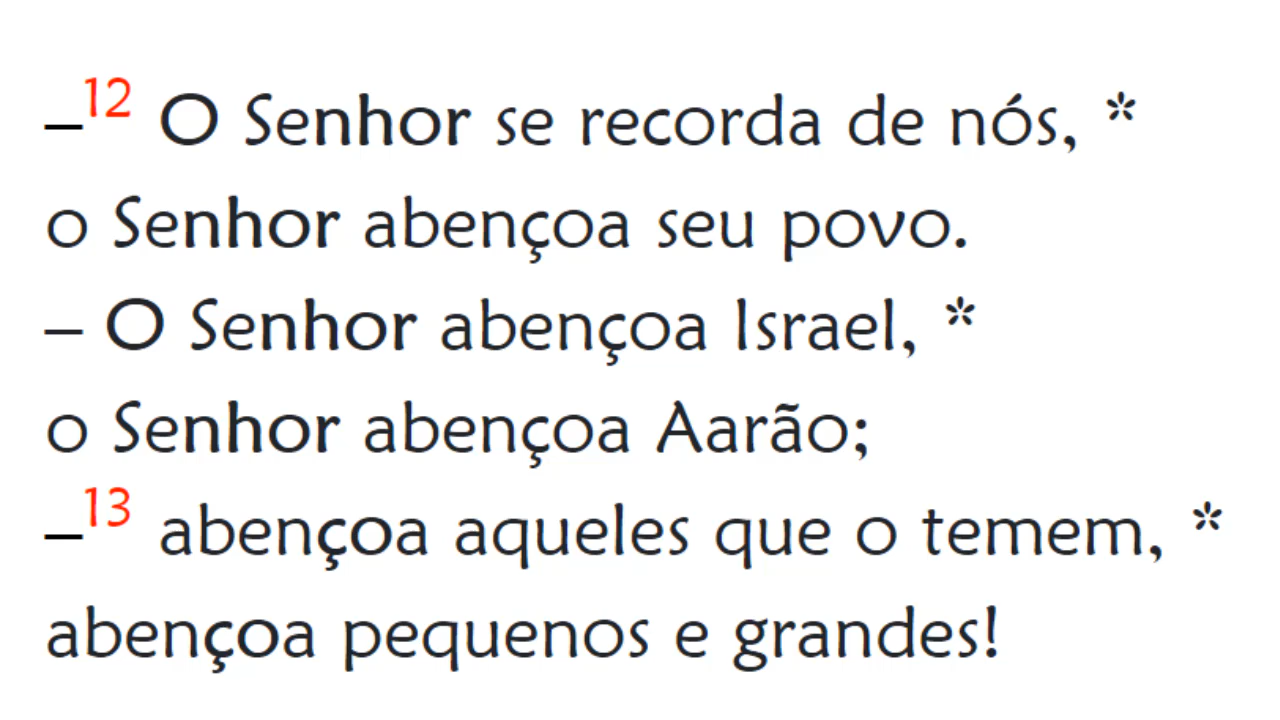 –12 O Senhor se recorda de nós, *
o Senhor abençoa seu povo.
– O Senhor abençoa Israel, *
o Senhor abençoa Aarão;
–13 abençoa aqueles que o temem, *
abençoa pequenos e grandes!